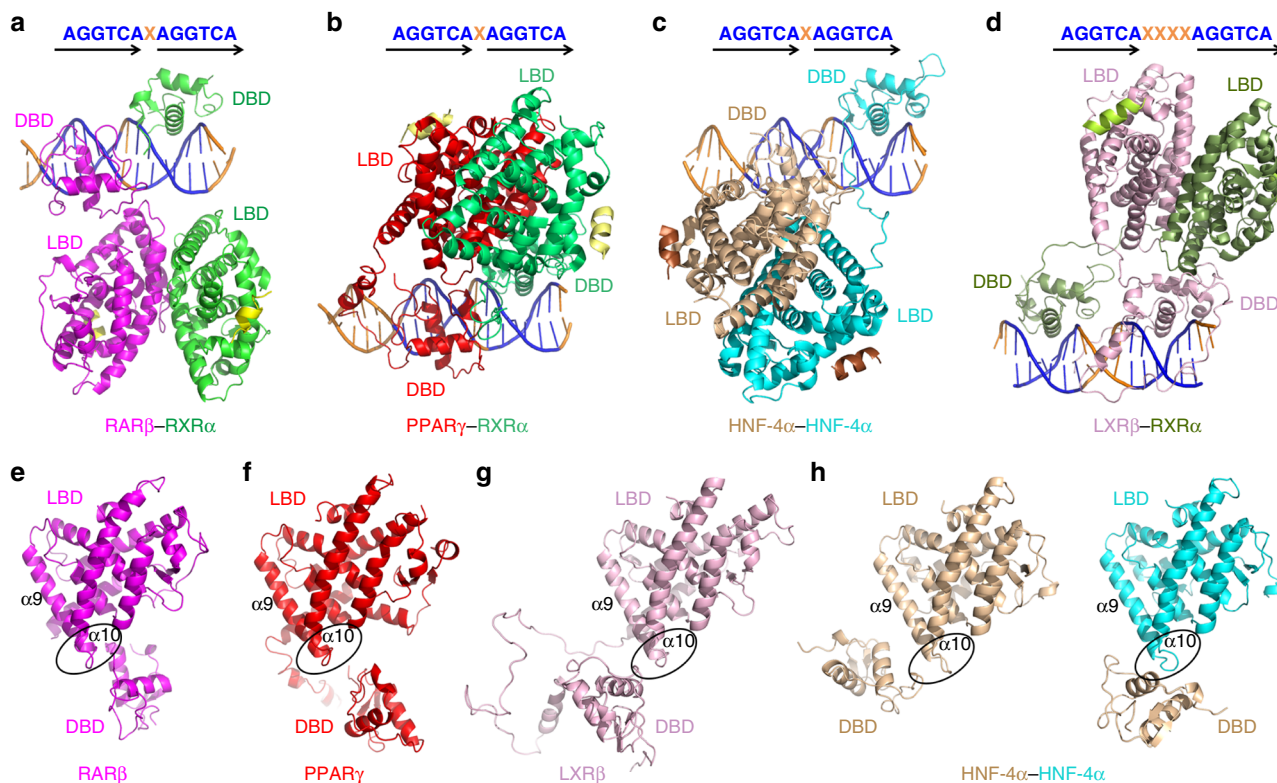 a
AGGTCAXAGGTCA
DBD
DBD
LBD
LBD
RARβ–RXRα
b
AGGTCAXAGGTCA
LBD
LBD
DBD
DBD
PPARγ–RXRα
c
AGGTCAXAGGTCA
DBD
DBD
LBD
LBD
HNF-4α–HNF-4α
d
AGGTCAXXXXAGGTCA
LBD
LBD
DBD
DBD
LXRβ–RXRα
e
LBD
α9
α10
DBD
RARβ
f
LBD
α9
α10
DBD
PPARγ
g
LBD
α9
α10
DBD
LXRβ
h
LBD
LBD
α9
α9
α10
α10
DBD
DBD
HNF-4α–HNF-4α